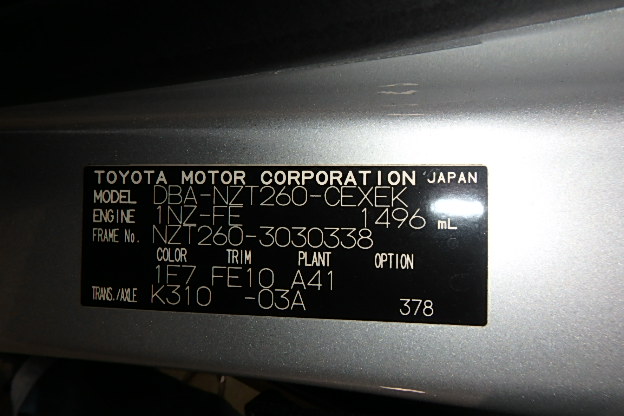 TOYOTA MOTOR CORPORATION JAPAN
MODEL DBA-NZT260-CEXEK
ENGINE 1NZ-FE 1496 mL
FRAME No. NZT260-3030338
COLOR TRIM PLANT OPTION
1E7 FE10 A41
TRANS./AXLE K310 -03A 378